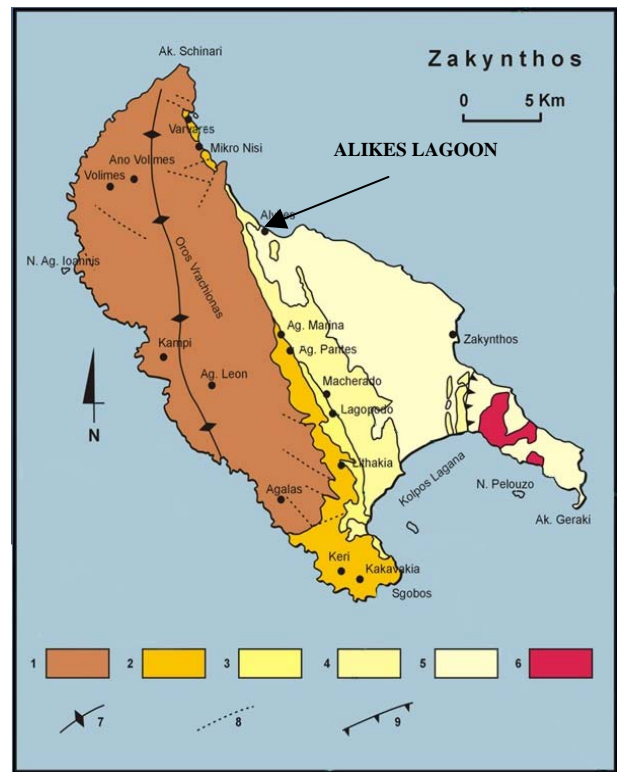 Ak. Schinari
Zakynthos
0 5 Km
Varvares
Mikro Nisi
ALIKES LAGOON
Ano Volimes
Volimes
Oros Vrachionas
N. Ag. Ioannis
Ag. Marina
Zakynthos
Kampi
Ag. Pantes
Ag. Leon
Macherado
Lagopodo
N
Lithakia
Kolpos Lagana
N. Pelouzo
Agalas
Ak. Geraki
Keri
Kakavakia
Sgobos
1 2 3 4 5 6
7 8 9